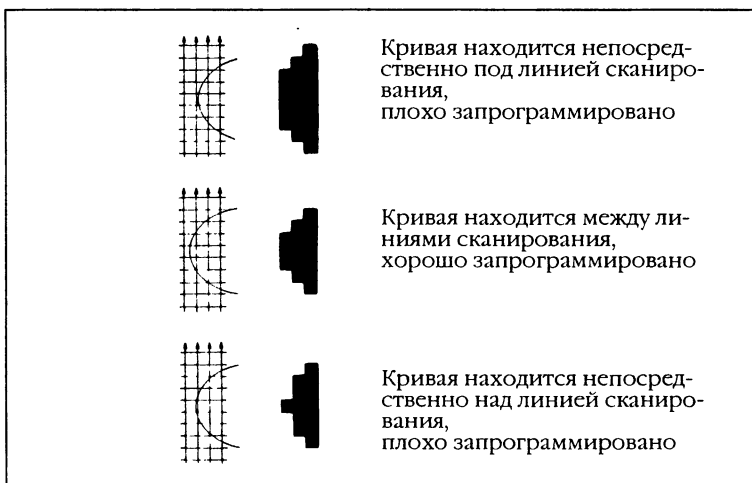 Кривая находится непосред-
ственно под линией сканиро-
вания,
плохо запрограммировано
Кривая находится между ли-
ниями сканирования,
хорошо запрограммировано
Кривая находится непосред-
ственно над линией сканиро-
вания,
плохо запрограммировано